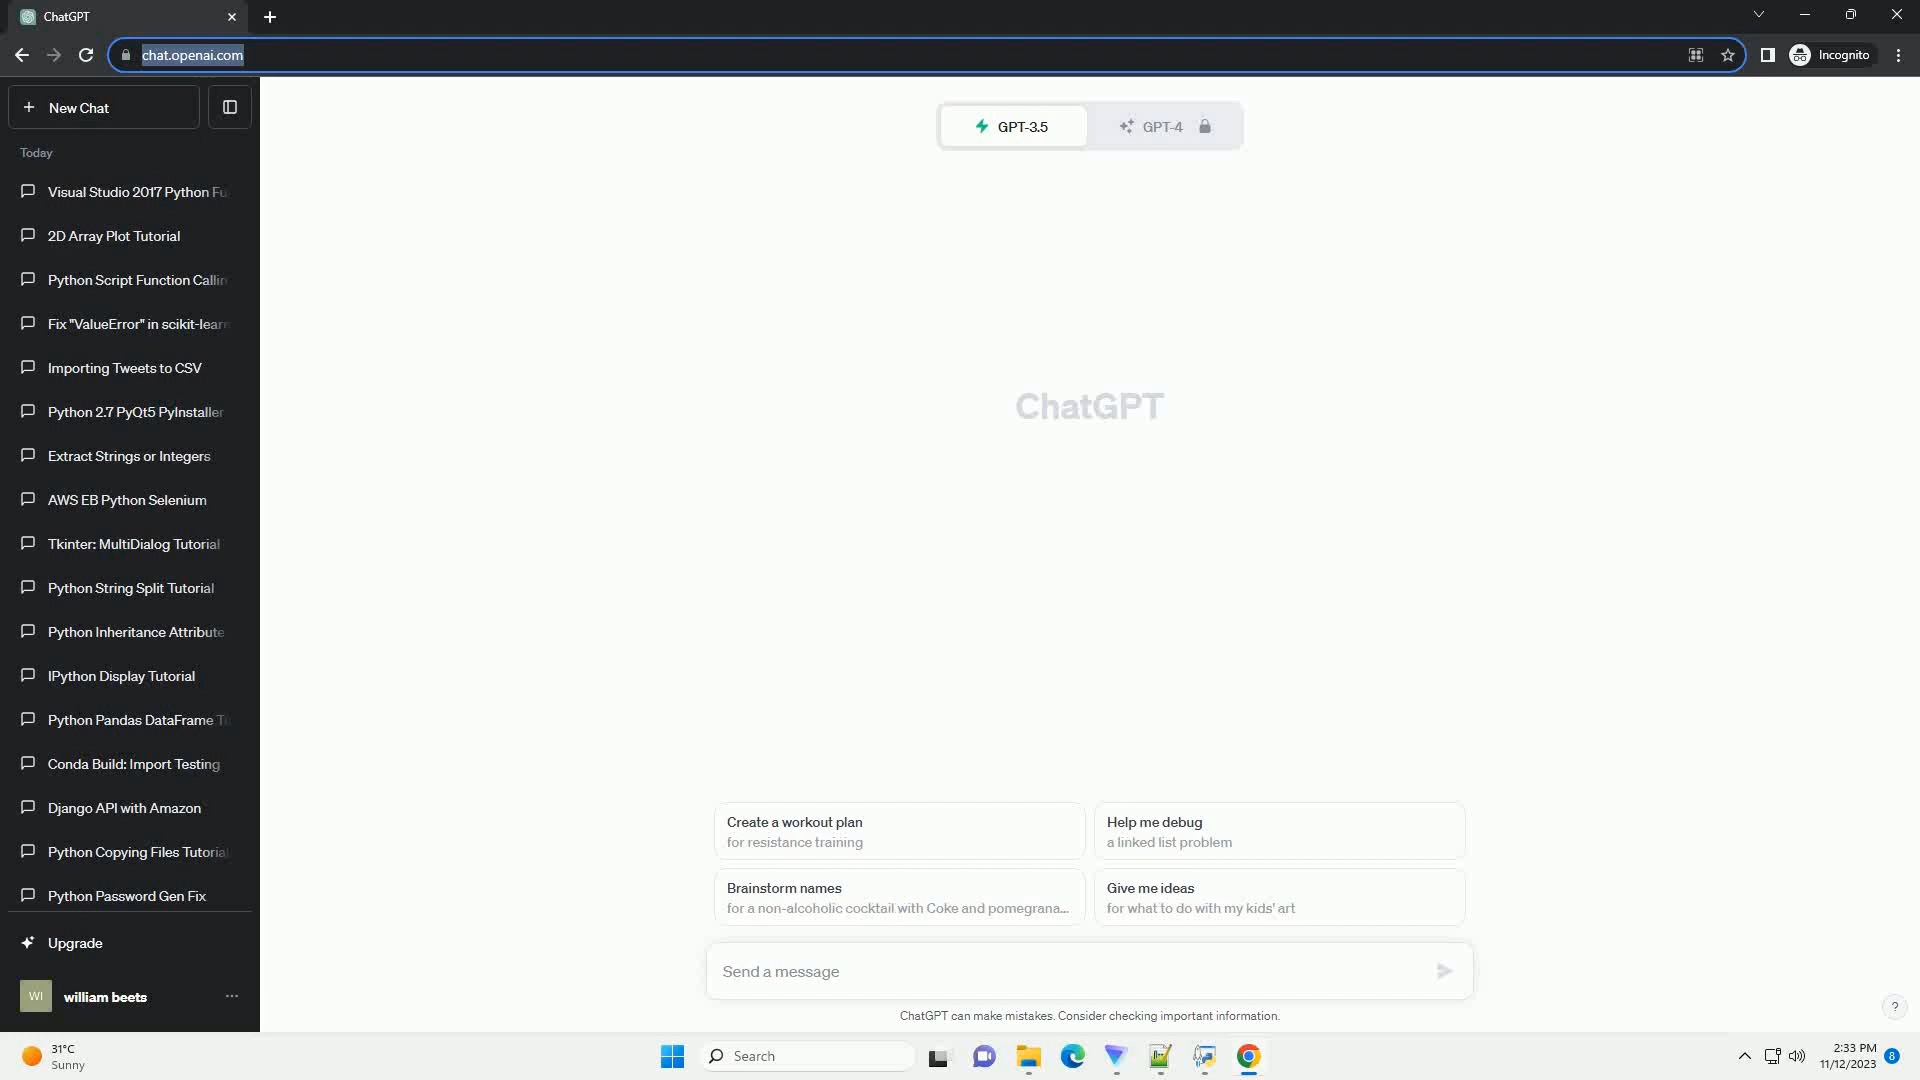 ChatGPT
chat.openai.com
Incognito
New Chat
GPT-3.5
GPT-4
Today
Visual Studio 2017 Python Fu
2D Array Plot Tutorial
Python Script Function Callin
Fix "ValueError" in scikit-learn
Importing Tweets to CSV
Python 2.7 PyQt5 PyInstaller
Extract Strings or Integers
AWS EB Python Selenium
Tkinter: MultiDialog Tutorial
Python String Split Tutorial
Python Inheritance Attribute
IPython Display Tutorial
Python Pandas DataFrame Tu
Conda Build: Import Testing
Django API with Amazon
Python Copying Files Tutorial
Python Password Gen Fix
Upgrade
WI
william beets
ChatGPT
Create a workout plan
for resistance training
Help me debug
a linked list problem
Brainstorm names
for a non-alcoholic cocktail with Coke and pomegrana...
Give me ideas
for what to do with my kids' art
Send a message
ChatGPT can make mistakes. Consider checking important information.
?
31°C
Sunny
Search
2:33 PM
11/12/2023
8